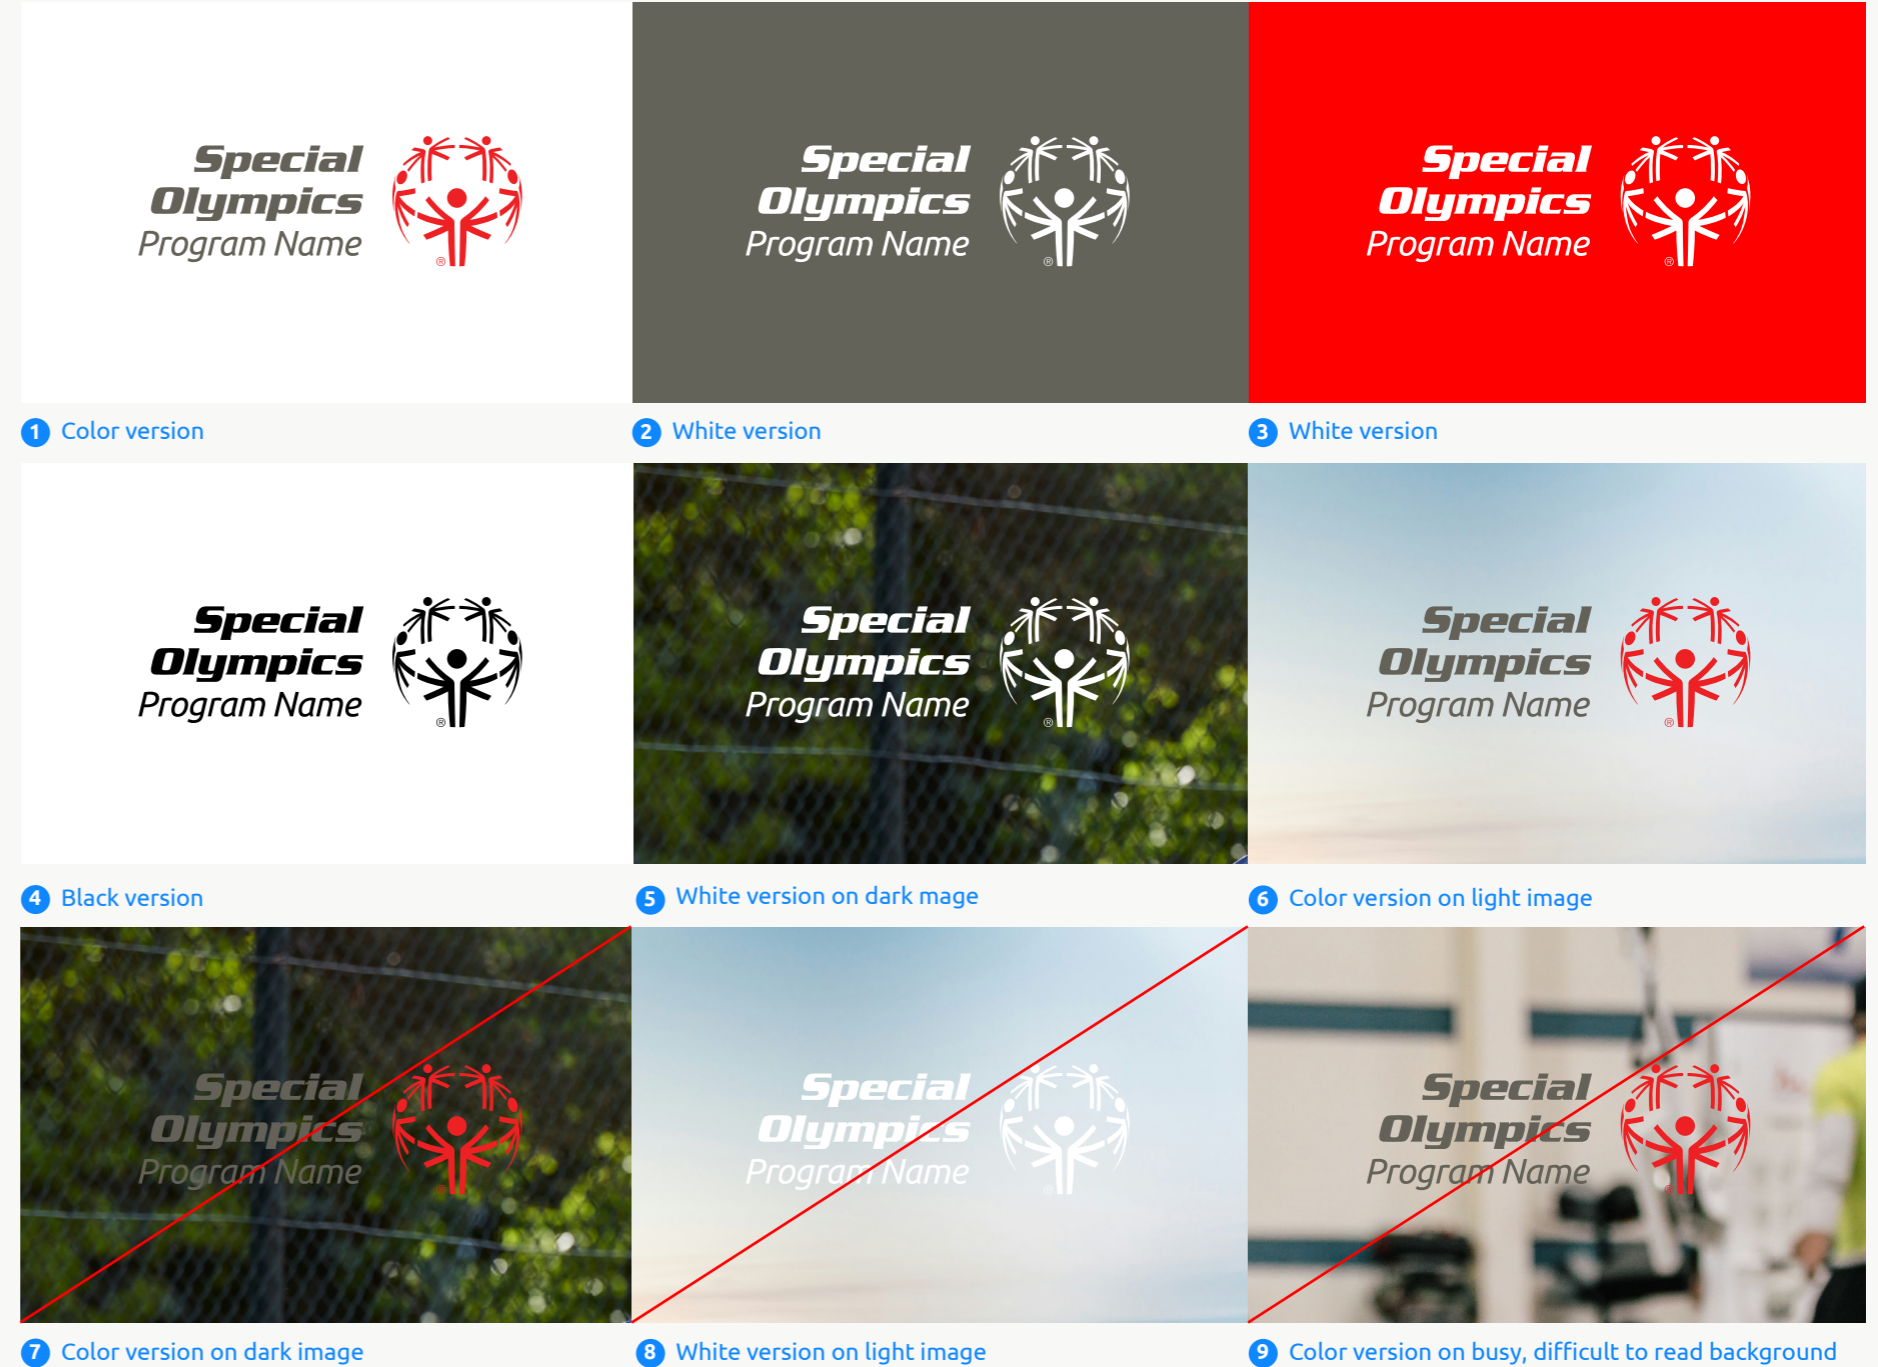 Special
Olympics
Program Name
®
Special
Olympics
Program Name
®
Special
Olympics
Program Name
®
1 Color version
2 White version
3 White version
Special
Olympics
Program Name
®
Special
Olympics
Program Name
®
Special
Olympics
Program Name
®
4 Black version
5 White version on dark mage
6 Color version on light image
Special
Olympics
Program Name
®
Special
Olympics
Program Name
®
Special
Olympics
Program Name
®
7 Color version on dark image
8 White version on light image
9 Color version on busy, difficult to read background